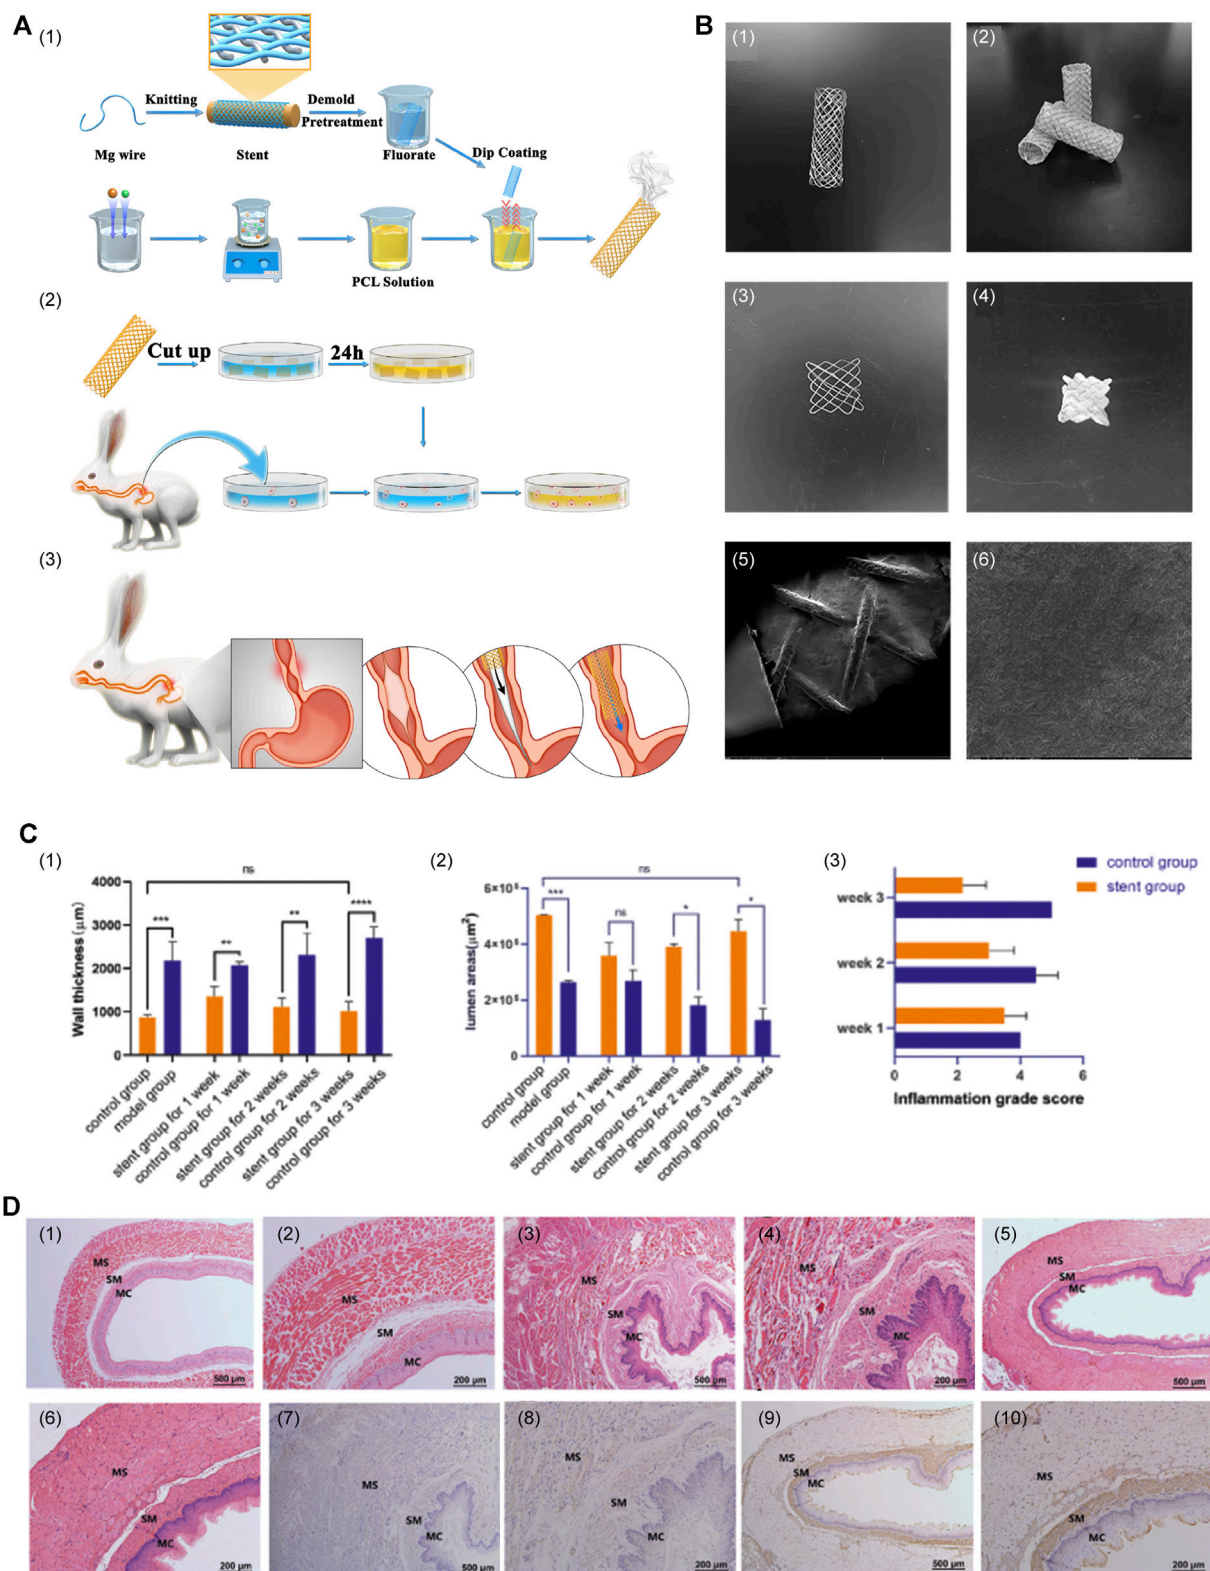 A
(1)
Knitting
Demold
Pretreatment
Mg wire
Stent
Fluorate
Dip Coating
PCL Solution
(2)
Cut up
24h
(3)
B
(1)
(2)
(3)
(4)
(5)
(6)
C
(1)
ns
Wall thickness(μm)
4000
3000
2000
1000
0
***
**
**
****
control group
model group
stent group for 1 week
control group for 1 week
stent group for 2 weeks
control group for 2 weeks
stent group for 3 weeks
control group for 3 weeks
(2)
ns
lumen areas(μm²)
6×10⁶
4×10⁶
2×10⁶
0
***
ns
*
*
control group
model group
stent group for 1 week
control group for 1 week
stent group for 2 weeks
control group for 2 weeks
stent group for 3 weeks
control group for 3 weeks
(3)
control group
stent group
week 3
week 2
week 1
0 2 4 6
Inflammation grade score
D
(1)
MS
SM
MC
500 μm
(2)
MS
SM
MC
200 μm
(3)
MS
SM
MC
500 μm
(4)
MS
SM
MC
200 μm
(5)
MS
SM
MC
500 μm
(6)
MS
SM
MC
200 μm
(7)
MS
SM
MC
500 μm
(8)
MS
SM
MC
200 μm
(9)
MS
SM
MC
500 μm
(10)
MS
SM
MC
200 μm